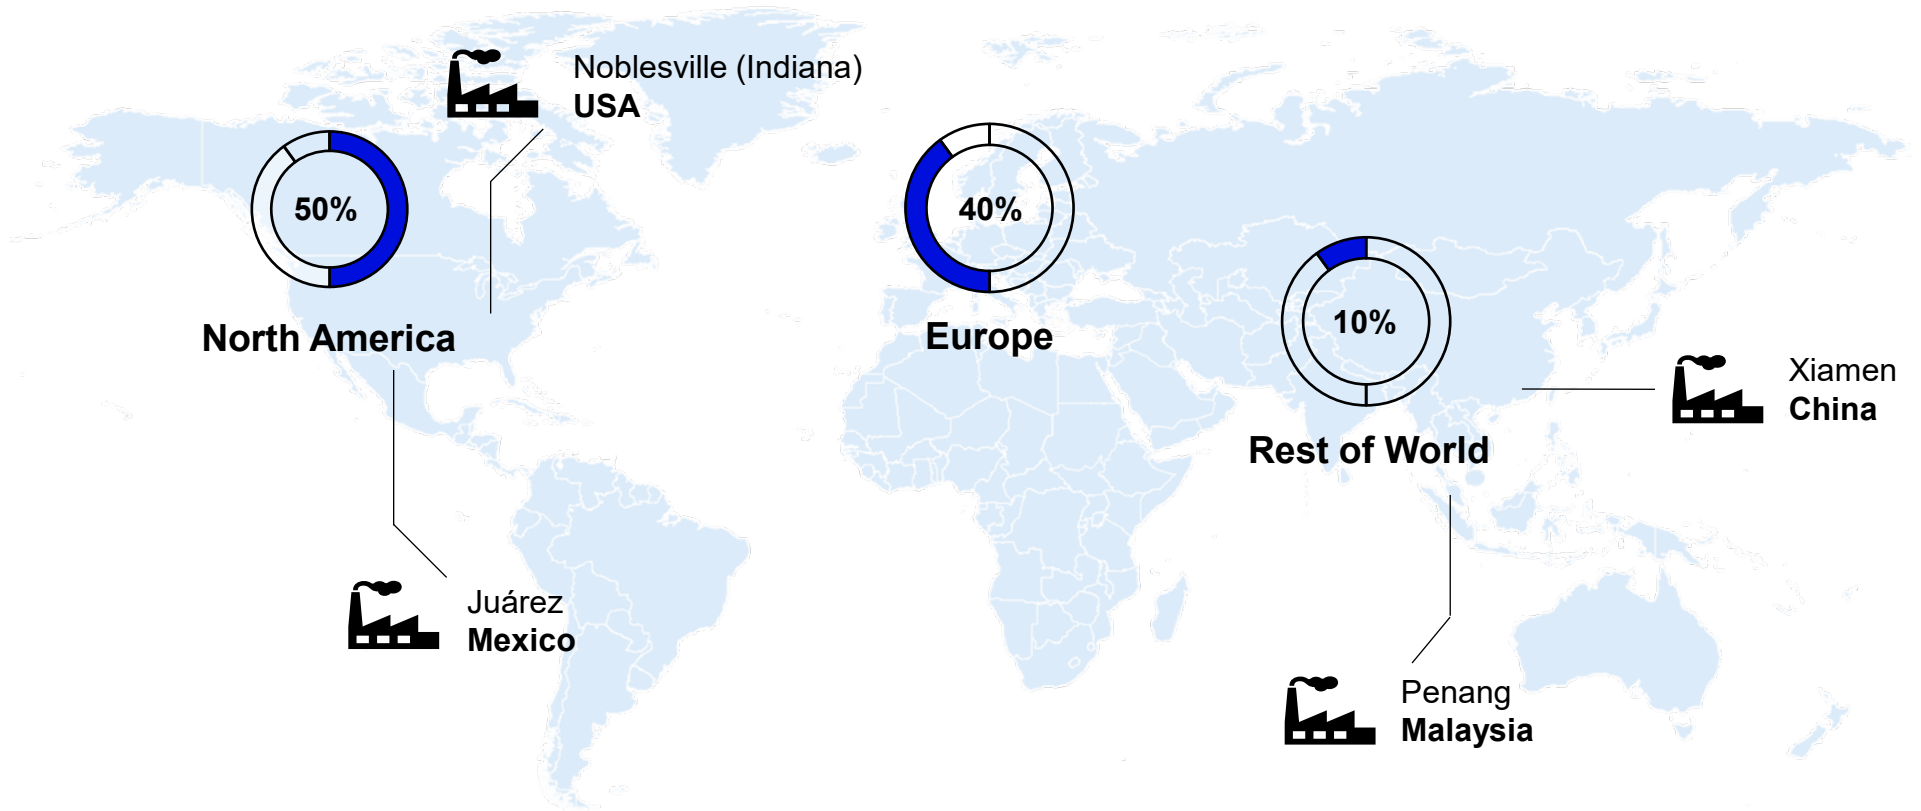 Noblesville (Indiana)
USA
50%
North America
40%
Europe
10%
Rest of World
Xiamen
China
Juárez
Mexico
Penang
Malaysia